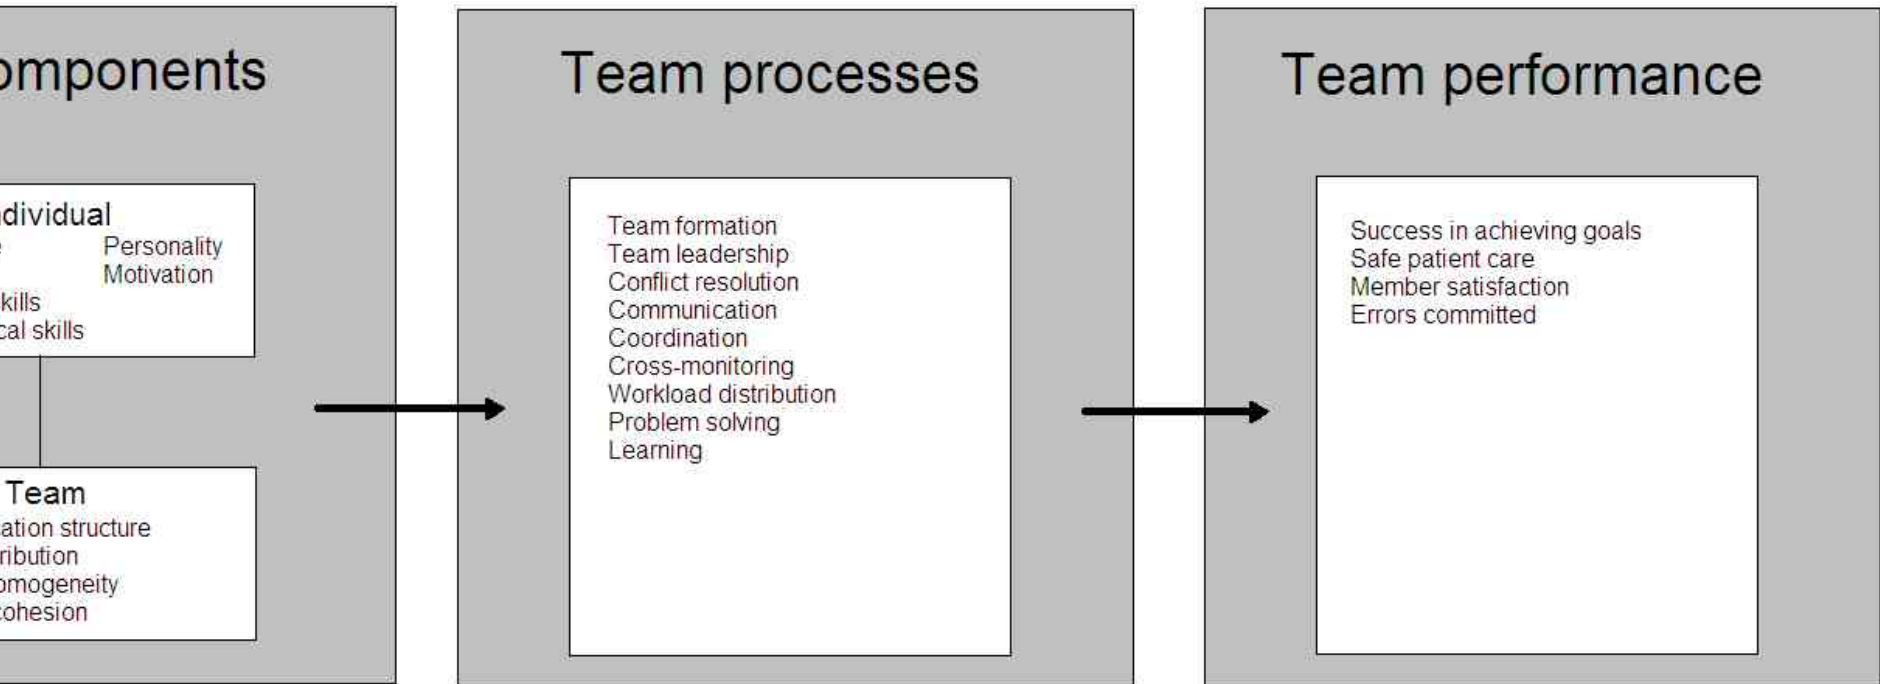 omponents
dividual
Personality
Motivation
kills
cal skills
Team
ation structure
ribution
omogeneity
cohesion
Team processes
Team formation
Team leadership
Conflict resolution
Communication
Coordination
Cross-monitoring
Workload distribution
Problem solving
Learning
Team performance
Success in achieving goals
Safe patient care
Member satisfaction
Errors committed